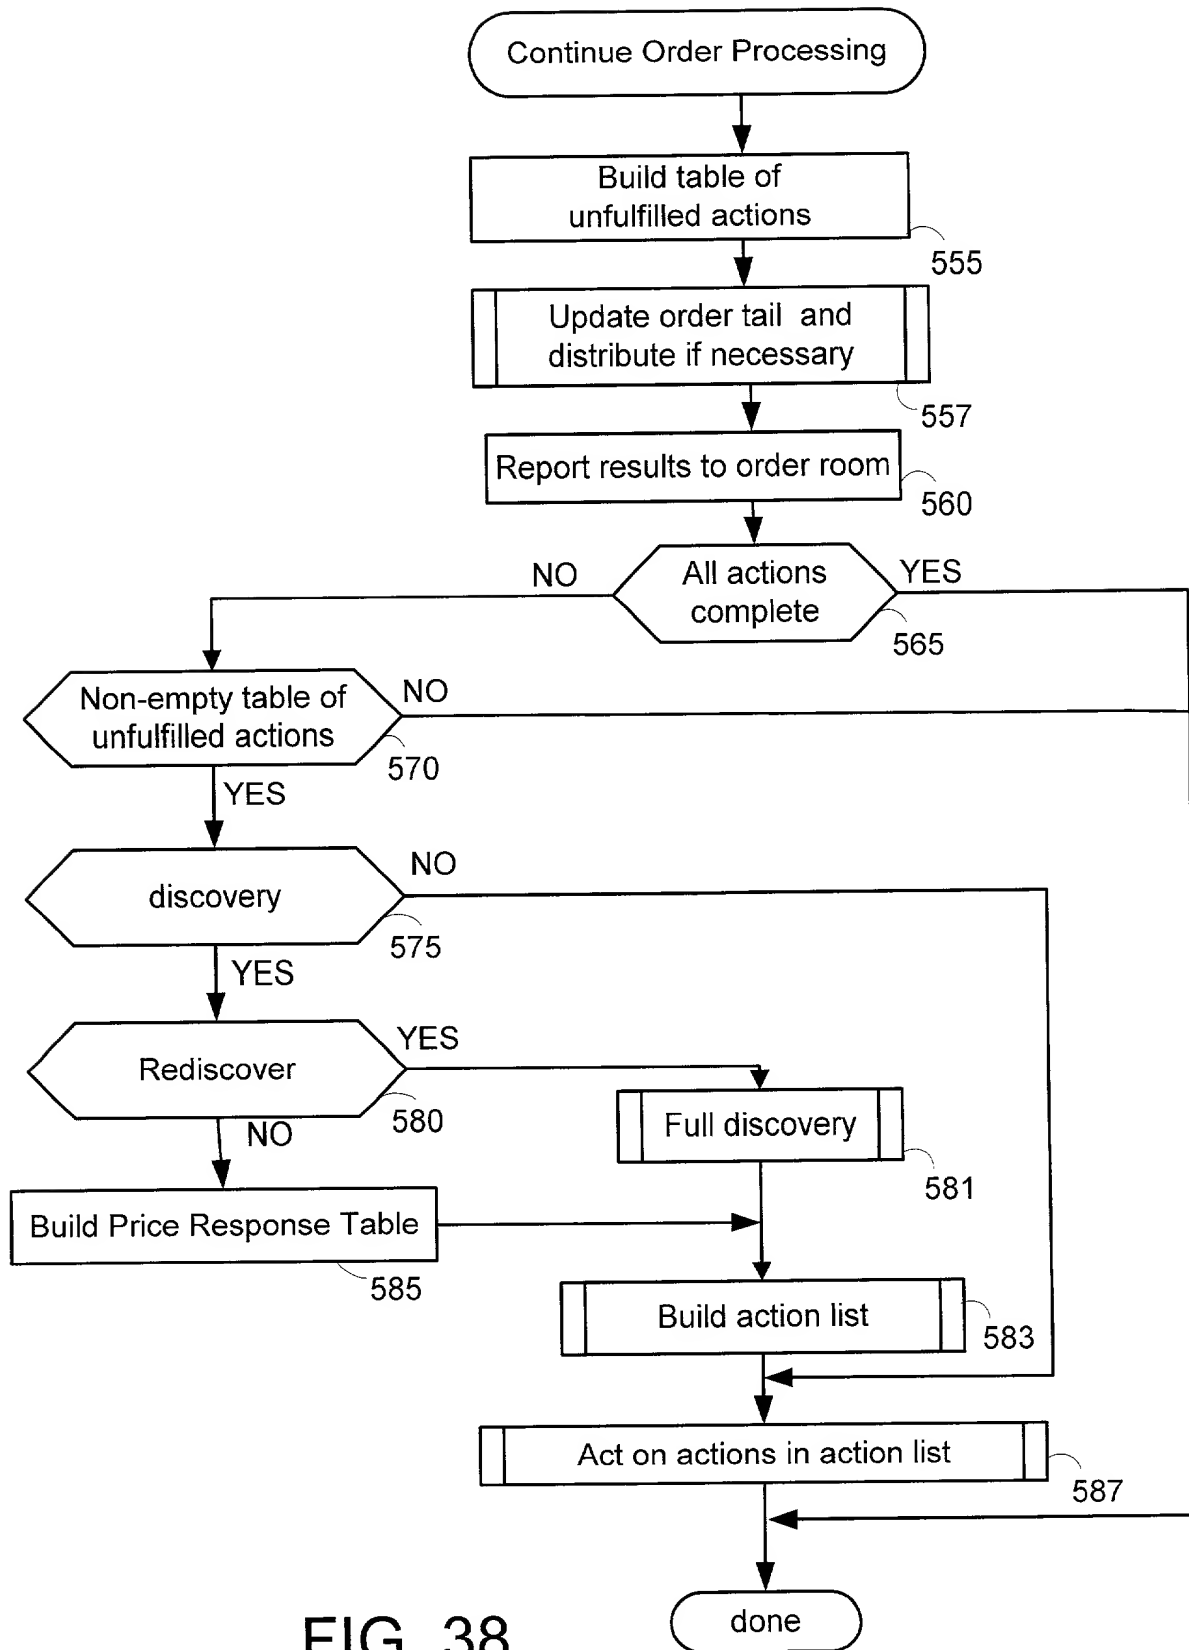 Continue Order Processing
Build table of
unfulfilled actions
555
Update order tail and
distribute if necessary
557
Report results to order room
560
All actions
complete
NO
YES
565
Non-empty table of
unfulfilled actions
NO
570
YES
discovery
NO
575
YES
Rediscover
YES
580
NO
Full discovery
581
Build Price Response Table
585
Build action list
583
Act on actions in action list
587
done
FIG. 38